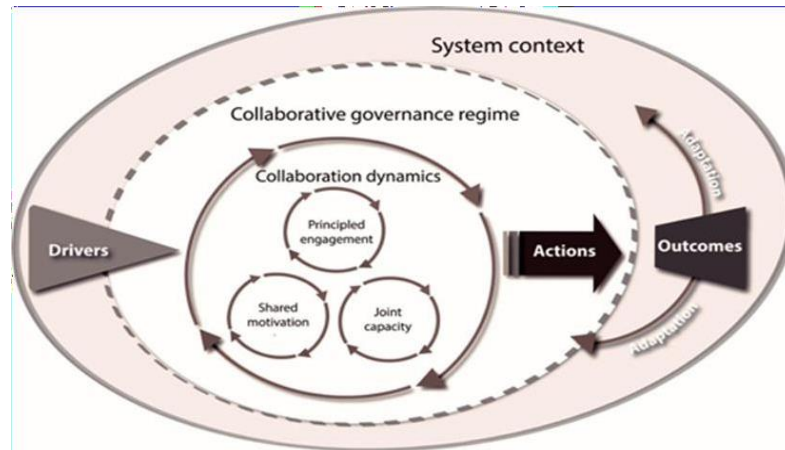 System context
Collaborative governance regime
Collaboration dynamics
Principled
engagement
Shared
motivation
Joint
capacity
Drivers
Actions
Outcomes
Adaptation
Adaptation